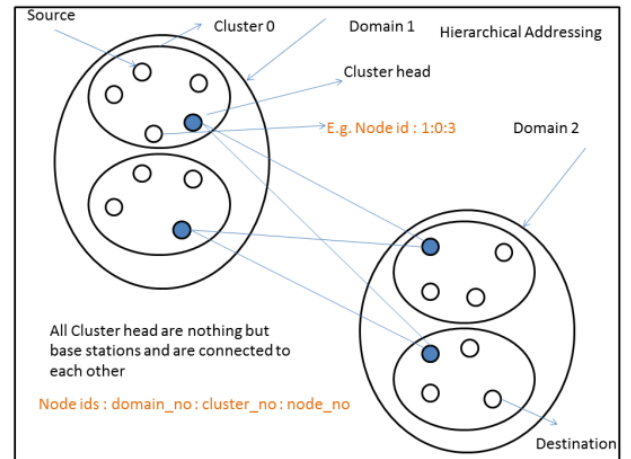 Source
Cluster 0
Domain 1
Hierarchical Addressing
Cluster head
E.g. Node id : 1:0:3
Domain 2
All Cluster head are nothing but
base stations and are connected to
each other
Node ids : domain_no : cluster_no : node_no
Destination